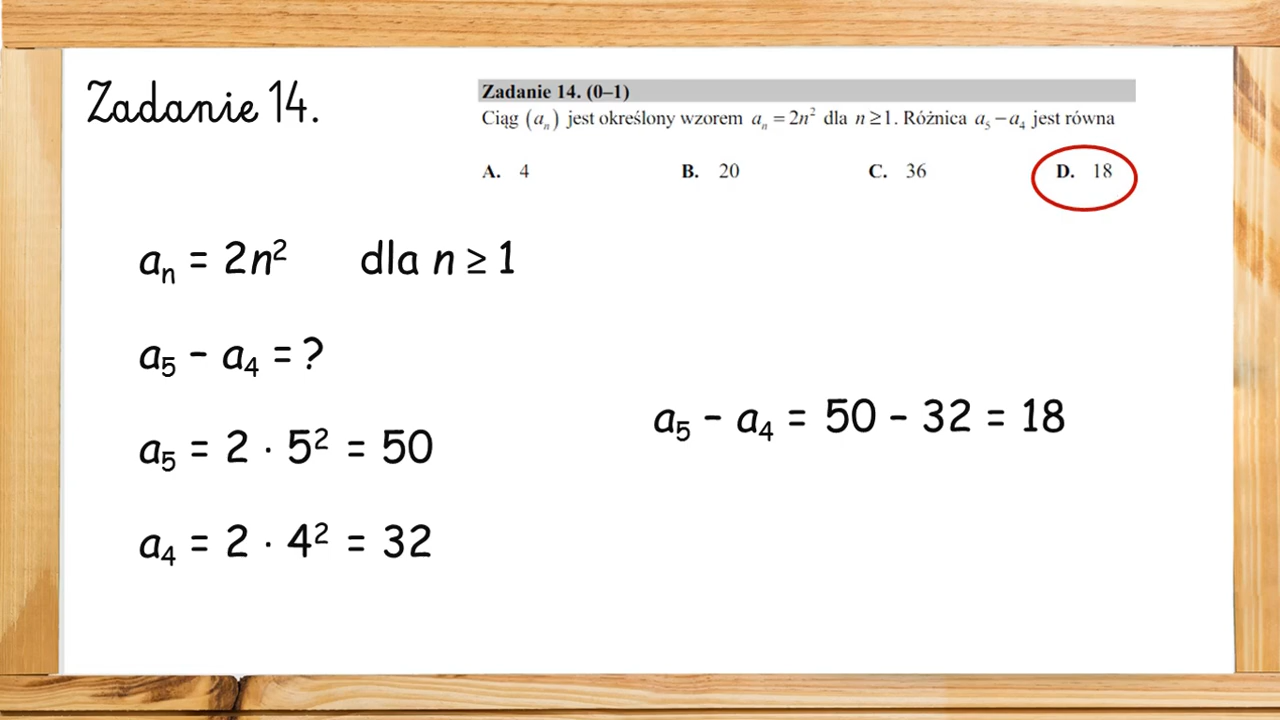 Zadanie 14.
Zadanie 14. (0–1)
Ciąg (aₙ) jest określony wzorem aₙ = 2n² dla n ≥ 1. Różnica a₅ − a₄ jest równa
A. 4 B. 20 C. 36 D. 18
aₙ = 2n² dla n ≥ 1
a₅ - a₄ = ?
a₅ = 2 · 5² = 50
a₅ - a₄ = 50 - 32 = 18
a₄ = 2 · 4² = 32